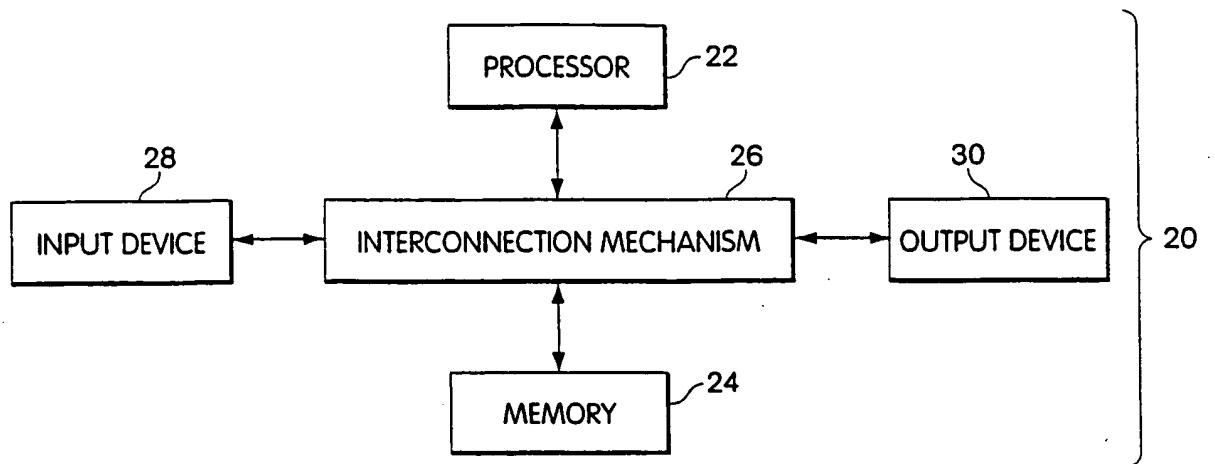 PROCESSOR
22
28
26
30
INPUT DEVICE
INTERCONNECTION MECHANISM
OUTPUT DEVICE
20
MEMORY
24